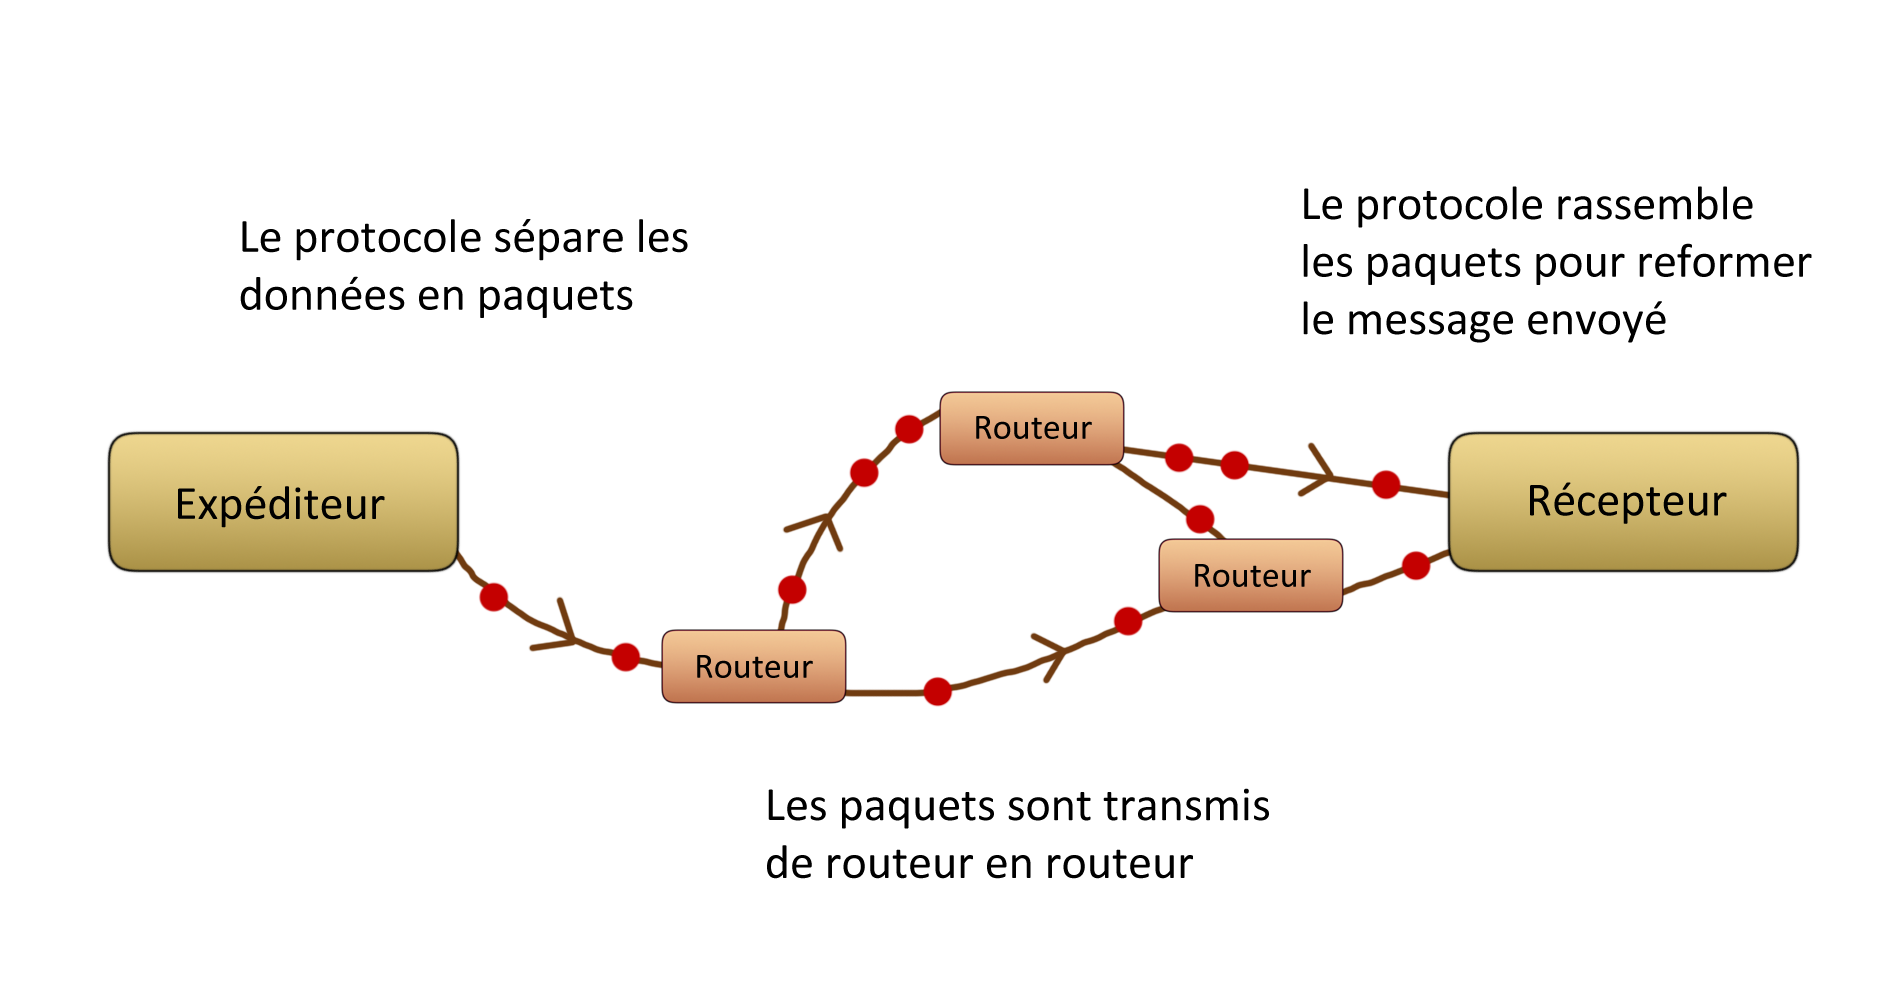 Le protocole sépare les
données en paquets
Le protocole rassemble
les paquets pour reformer
le message envoyé
Expéditeur
Routeur
Routeur
Routeur
Récepteur
Les paquets sont transmis
de routeur en routeur